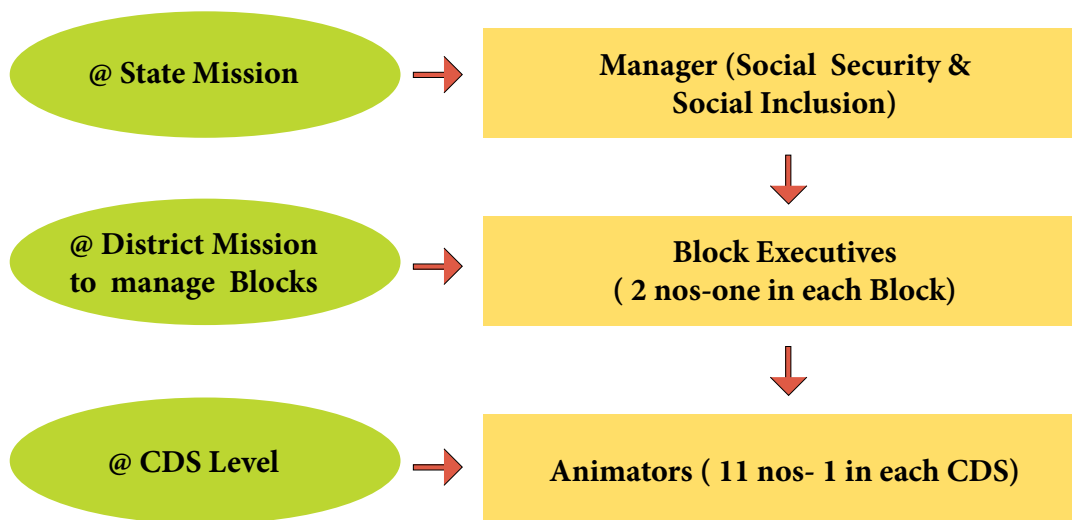 @ State Mission
Manager (Social Security &
Social Inclusion)
@ District Mission
to manage Blocks
Block Executives
( 2 nos-one in each Block)
@ CDS Level
Animators ( 11 nos- 1 in each CDS)